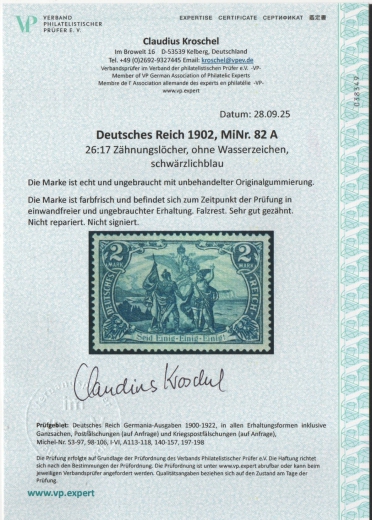 VP VERBAND
PHILATELISTISCHER
PRÜFER E. V.
EXPERTISE CERTIFICATE СЕРТИФИКАТ 鑑定書
Claudius Kroschel
Im Browelt 16 D-53539 Kelberg, Deutschland
Tel. +49 (0)2692-9327445 Email: kroschel@vpev.de
Verbandsprüfer im Verband der philatelistischen Prüfer e.V. -VP-
Member of VP German Association of Philatelic Experts
Membre de l' Association allemande des experts en philatélie -VP-
www.vp.expert
038349
Datum: 28.09.25
Deutsches Reich 1902, MiNr. 82 A
26:17 Zähnungslöcher, ohne Wasserzeichen,
schwärzlichblau
Die Marke ist echt und ungebraucht mit unbehandelter Originalgummierung.
Die Marke ist farbfrisch und befindet sich zum Zeitpunkt der Prüfung in
einwandfreier und ungebrauchter Erhaltung. Falzrest. Sehr gut gezähnt.
Nicht repariert. Nicht signiert.
2 2
MARK MARK
DEUTSCHES REICH
Seid Einig-Einig-Einig!
Claudius Kroschel
Prüfgebiet: Deutsches Reich Germania-Ausgaben 1900-1922, in allen Erhaltungsformen inklusive
Ganzsachen, Postfälschungen (auf Anfrage) und Kriegspostfälschungen (auf Anfrage),
Michel-Nr. 53-97, 98-106, I-VI, A113-118, 140-157, 197-198
Die Prüfung erfolgte auf Grundlage der Prüfordnung des Verbands Philatelistischer Prüfer e.V. Die Haftung richtet
sich nach den Bestimmungen der Prüfordnung. Die Prüfordnung ist unter www.vp.expert abrufbar oder kann beim
jeweiligen Verbandsprüfer angefordert werden. Qualitätsangaben beziehen sich auf den Zustand am Tage der
Prüfung.
www.vp.expert